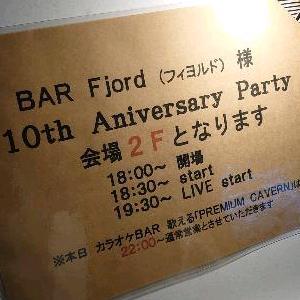 BAR Fjord （フィヨルド） 様
10th Aniversary Party
会場２Ｆとなります
18:00～ 開場
18:30～ start
19:30～ LIVE start
※本日 カラオケBAR 歌える「PREMIUM CAVERN」は
22:00～通常営業とさせていただきます